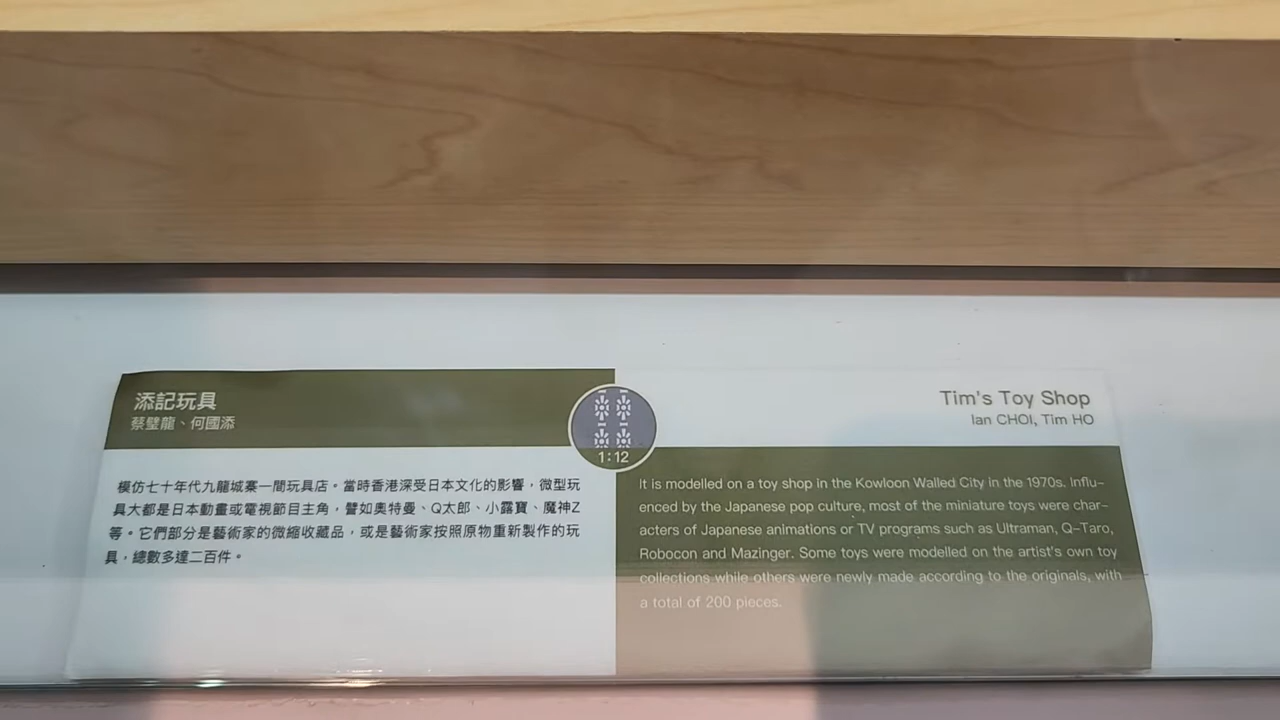 添記玩具
蔡璧龍、何國添
模仿七十年代九龍城寨一間玩具店。當時香港深受日本文化的影響，微型玩
具大都是日本動畫或電視節目主角，譬如奧特曼、Q太郎、小露寶、魔神Z
等。它們部分是藝術家的微縮收藏品，或是藝術家按照原物重新製作的玩
具，總數多達二百件。
1:12
Tim's Toy Shop
Ian CHOI, Tim HO
It is modelled on a toy shop in the Kowloon Walled City in the 1970s. Influ-
enced by the Japanese pop culture, most of the miniature toys were char-
acters of Japanese animations or TV programs such as Ultraman, Q-Taro,
Robocon and Mazinger. Some toys were modelled on the artist's own toy
collections while others were newly made according to the originals, with
a total of 200 pieces.